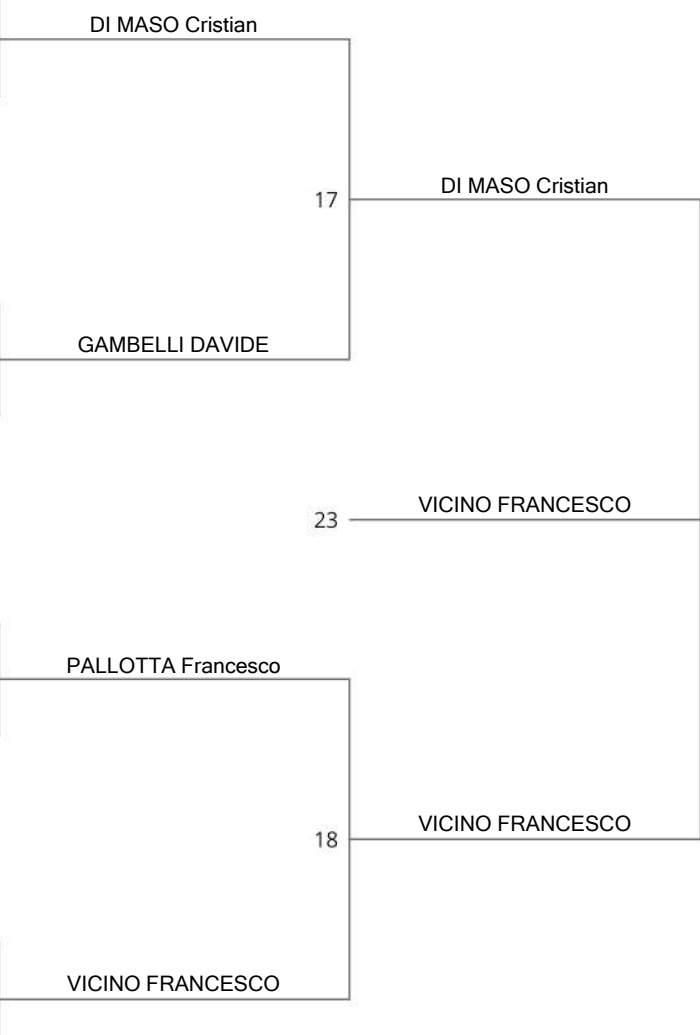 DI MASO Cristian
17
DI MASO Cristian
GAMBELLI DAVIDE
23
VICINO FRANCESCO
PALLOTTA Francesco
18
VICINO FRANCESCO
VICINO FRANCESCO